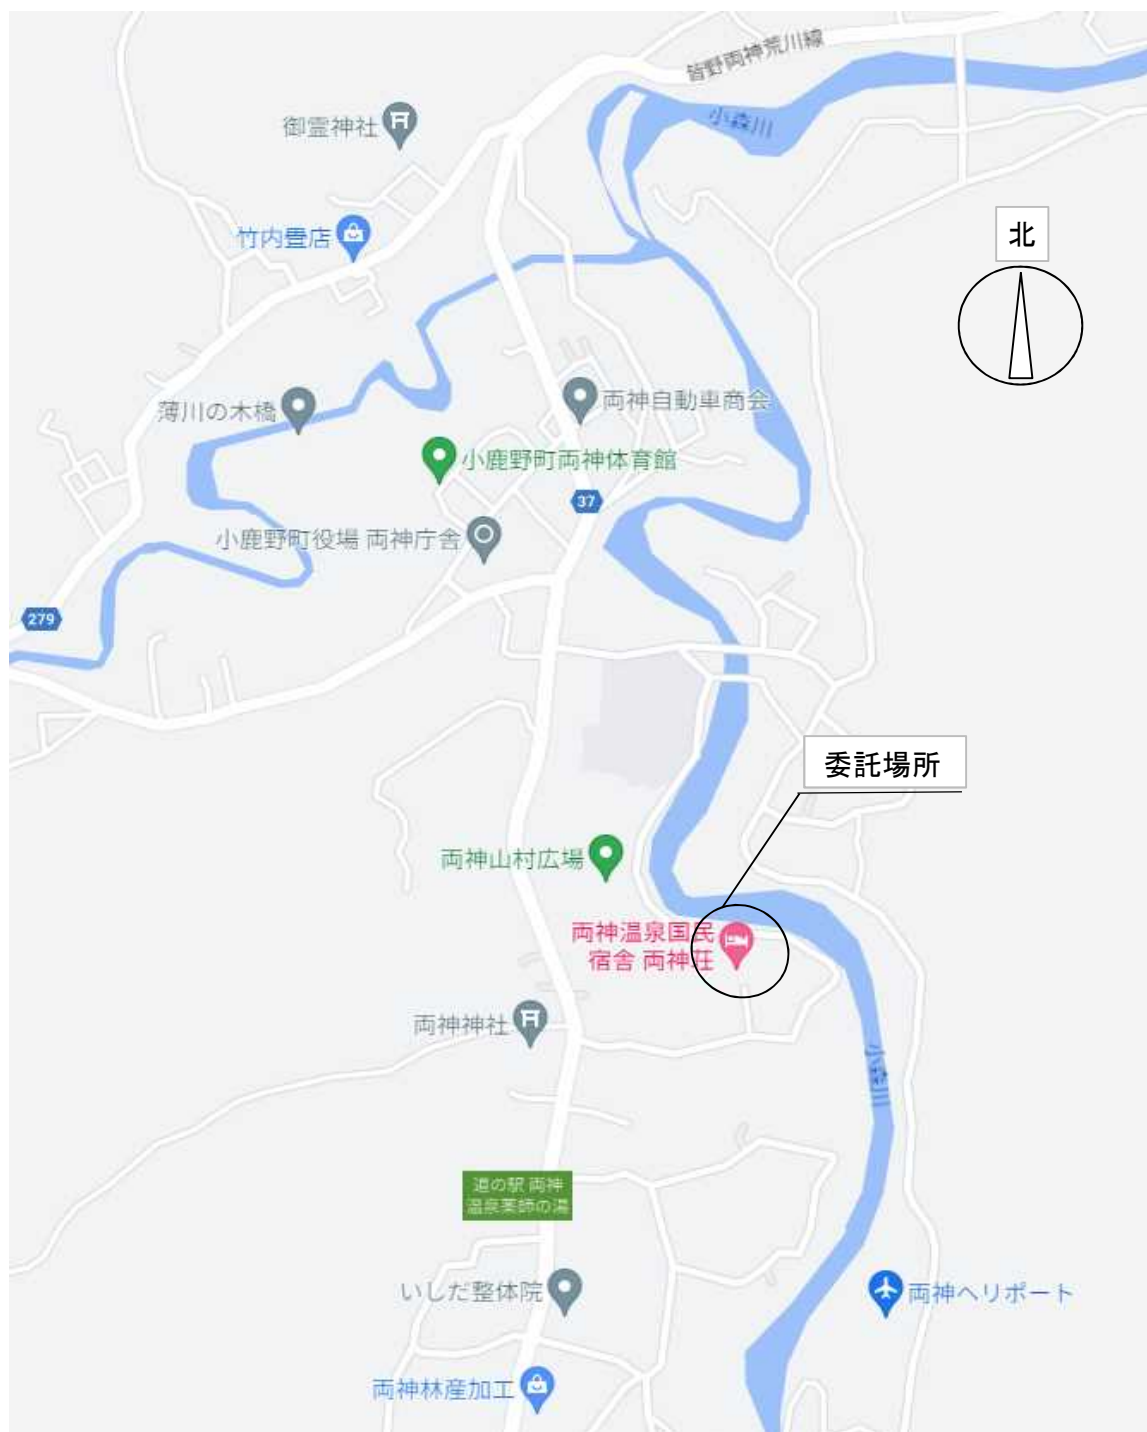 皆野両神荒川線
小森川
御霊神社
北
竹内畳店
両神自動車商会
薄川の木橋
小鹿野町両神体育館
37
小鹿野町役場 両神庁舎
279
委託場所
両神山村広場
両神温泉国民
宿舎 両神荘
両神神社
小森川
道の駅 両神
温泉薬師の湯
いしだ整体院
両神ヘリポート
両神林産加工